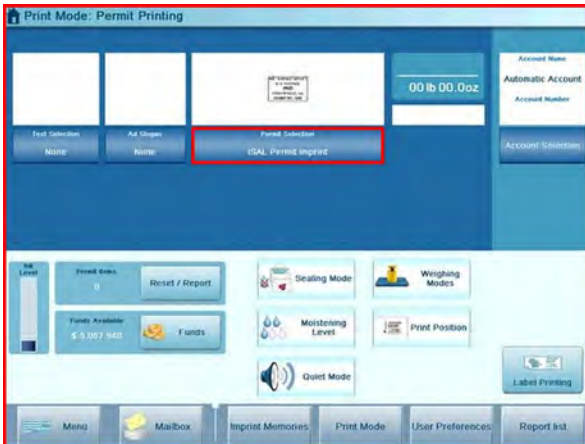 Print Mode: Permit Printing
Account Name
Automatic Account
Account Number
00 lb 00.0oz
Text Selection
None
Ad Slogan
None
Permit Selection
ISAL Permit Imprint
Account Selection
Ink
Level
Permit Items
0
Reset / Report
Funds Available
Funds
Sealing Mode
Weighing
Modes
Moistening
Level
Print Position
Quiet Mode
Label Printing
Menu
Mailbox
Imprint Memories
Print Mode
User Preferences
Report list